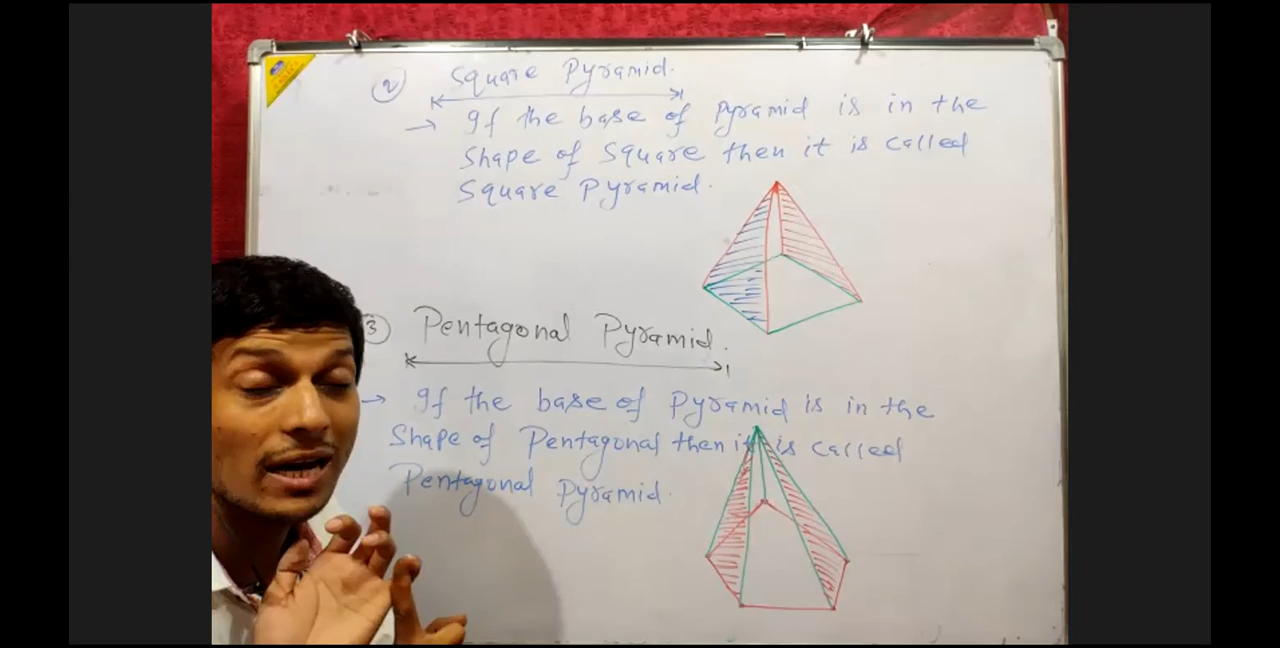 2 Square Pyramid.
→ If the base of Pyramid is in the
Shape of Square then it is called
Square Pyramid.
3 Pentagonal Pyramid.
→ If the base of Pyramid is in the
Shape of Pentagonal then it is called
Pentagonal Pyramid.